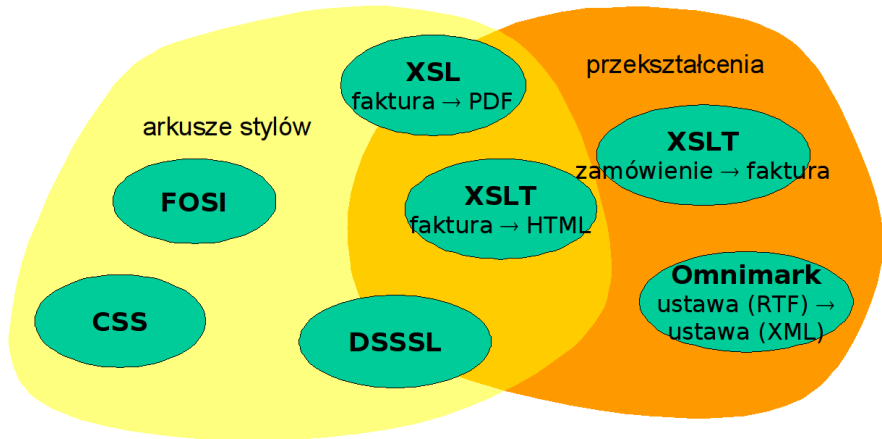 XSL
faktura → PDF
przekształcenia
arkusze stylów
XSLT
zamówienie → faktura
FOSI
XSLT
faktura → HTML
Omnimark
ustawa (RTF) →
ustawa (XML)
CSS
DSSSL